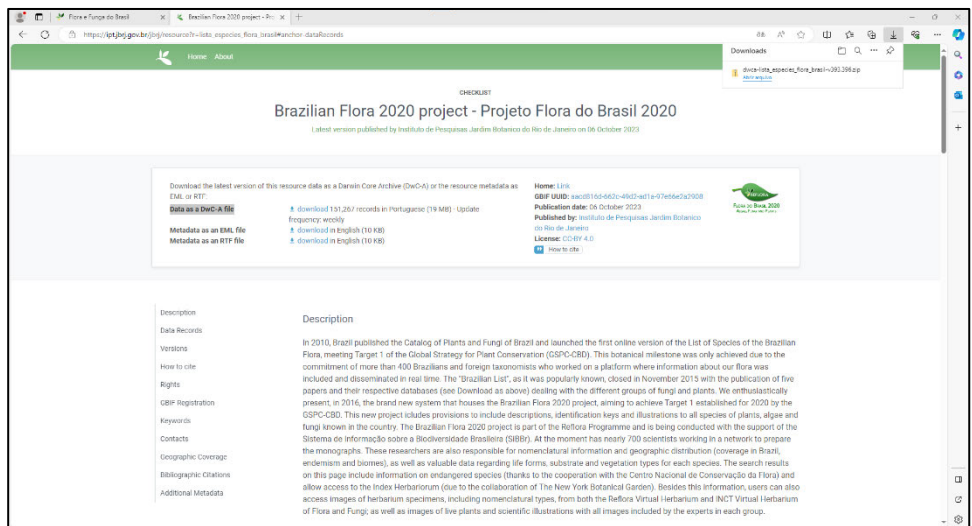 Flora e Funga do Brasil
Brazilian Flora 2020 project - Pro
https://ipt.jbrj.gov.br/jbrj/resource?r=lista_especies_flora_brasil#anchor-dataRecords
Downloads
dwca-lista_especies_flora_brasil-v393.396.zip
Abrir arquivo
Home About
CHECKLIST
Brazilian Flora 2020 project - Projeto Flora do Brasil 2020
Latest version published by Instituto de Pesquisas Jardim Botanico do Rio de Janeiro on 06 October 2023
Download the latest version of this resource data as a Darwin Core Archive (DwC-A) or the resource metadata as
EML or RTF:
Data as a DwC-A file download 151,267 records in Portuguese (19 MB) - Update
frequency: weekly
Metadata as an EML file download in English (10 KB)
Metadata as an RTF file download in English (10 KB)
Home: Link
GBIF UUID:
Publication date: 06 October 2023
Published by: Instituto de Pesquisas Jardim Botanico
do Rio de Janeiro
License: CC-BY 4.0
How to cite
Flora do Brasil 2020
Description
Data Records
Versions
How to cite
Rights
GBIF Registration
Keywords
Contacts
Geographic Coverage
Bibliographic Citations
Additional Metadata
Description
In 2010, Brazil published the Catalog of Plants and Fungi of Brazil and launched the first online version of the List of Species of the Brazilian
Flora, meeting Target 1 of the Global Strategy for Plant Conservation (GSPC-CBD). This botanical milestone was only achieved due to the
commitment of more than 400 Brazilians and foreign taxonomists who worked on a platform where information about our flora was
included and disseminated in real time. The "Brazilian List", as it was popularly known, closed in November 2015 with the publication of five
papers and their respective databases (see Download as above) dealing with the different groups of fungi and plants. We enthusiastically
present, in 2016, the brand new system that houses the Brazilian Flora 2020 project, aiming to achieve Target 1 established for 2020 by the
GSPC-CBD. This new project icludes provisions to include descriptions, identification keys and illustrations to all species of plants, algae and
fungi known in the country. The Brazilian Flora 2020 project is part of the Reflora Programme and is being conducted with the support of the
Sistema de Informação sobre a Biodiversidade Brasileira (SiBBr). At the moment has nearly 700 scientists working in a network to prepare
the monographs. These researchers are also responsible for nomenclatural information and geographic distribution (coverage in Brazil,
endemism and biomes), as well as valuable data regarding life forms, substrate and vegetation types for each species. The search results
on this page include information on endangered species (thanks to the cooperation with the Centro Nacional de Conservação da Flora) and
allow access to the Index Herbariorum (due to the collaboration of The New York Botanical Garden). Besides this information, users can also
access images of herbarium specimens, including nomenclatural types, from both the Reflora Virtual Herbarium and INCT Virtual Herbarium
of Flora and Fungi; as well as images of live plants and scientific illustrations with all images included by the experts in each group.